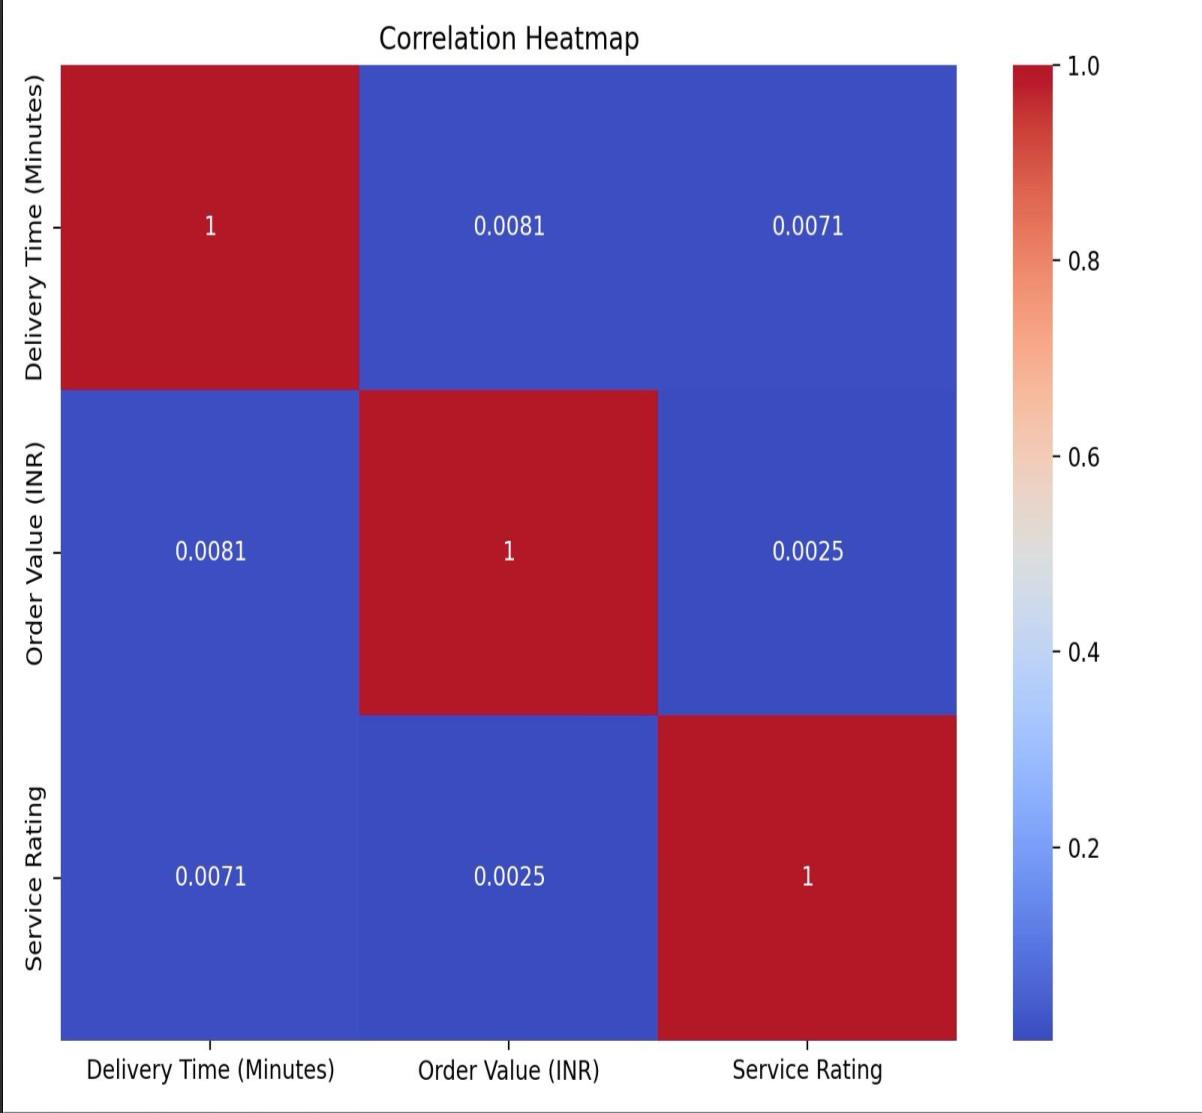 Correlation Heatmap
Delivery Time (Minutes)
1
0.0081
0.0071
Order Value (INR)
0.0081
1
0.0025
Service Rating
0.0071
0.0025
1
Delivery Time (Minutes)
Order Value (INR)
Service Rating
1.0
0.8
0.6
0.4
0.2